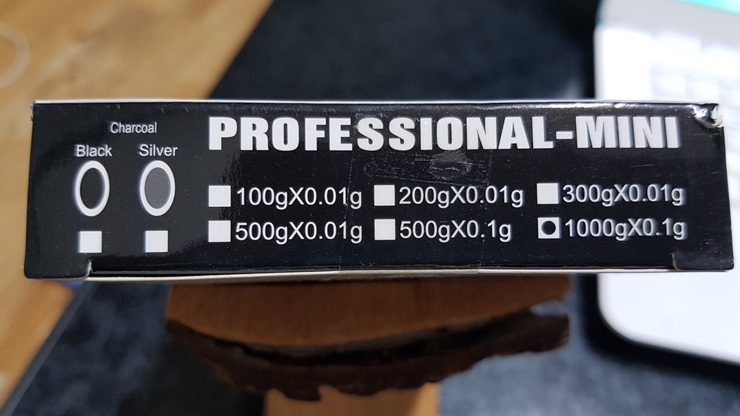 PROFESSIONAL-MINI
Charcoal
Black Silver
100gX0.01g 200gX0.01g 300gX0.01g
500gX0.01g 500gX0.1g 1000gX0.1g